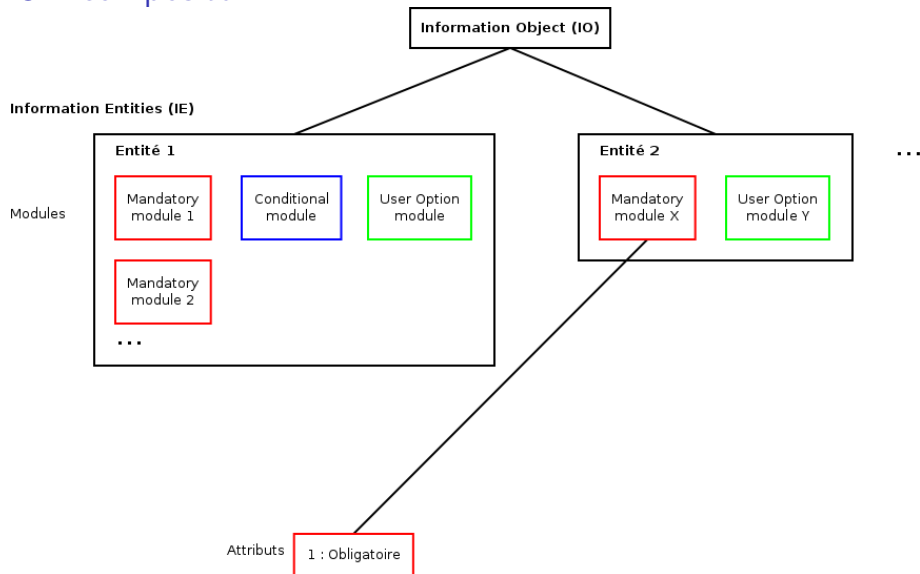 Information Object (IO)
Information Entities (IE)
Entité 1
Entité 2
...
Modules
Mandatory
module 1
Conditional
module
User Option
module
Mandatory
module X
User Option
module Y
Mandatory
module 2
...
Attributs
1 : Obligatoire